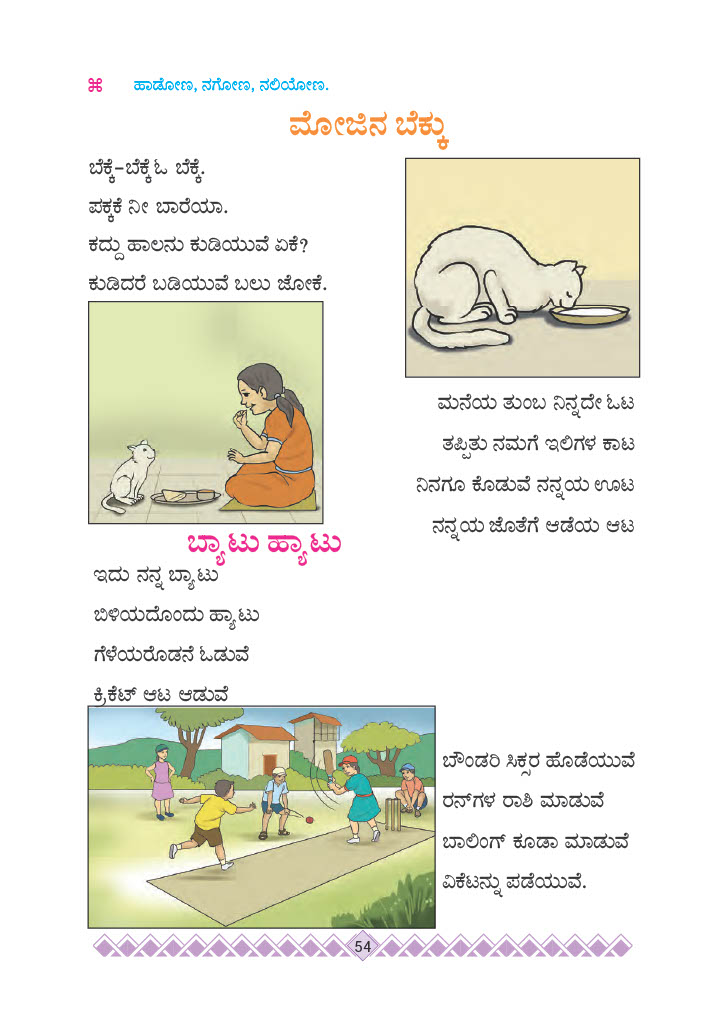 ಹಾಡೋಣ, ನಗೋಣ, ನಲಿಯೋಣ.
ಮೋಜಿನ ಬೆಕ್ಕು
ಬೆಕ್ಕೆ-ಬೆಕ್ಕೆ ಓ ಬೆಕ್ಕೆ.
ಪಕ್ಕಕೆ ನೀ ಬಾರೆಯಾ.
ಕದ್ದು ಹಾಲನು ಕುಡಿಯುವೆ ಏಕೆ?
ಕುಡಿದರೆ ಬಡಿಯುವೆ ಬಲು ಜೋಕೆ.
ಮನೆಯ ತುಂಬ ನಿನ್ನದೇ ಓಟ
ತಪ್ಪಿತು ನಮಗೆ ಇಲಿಗಳ ಕಾಟ
ನಿನಗೂ ಕೊಡುವೆ ನನ್ನಯ ಊಟ
ನನ್ನಯ ಜೊತೆಗೆ ಆಡೆಯ ಆಟ
ಬ್ಯಾಟು ಹ್ಯಾಟು
ಇದು ನನ್ನ ಬ್ಯಾಟು
ಬಿಳಿಯದೊಂದು ಹ್ಯಾಟು
ಗೆಳೆಯರೊಡನೆ ಓಡುವೆ
ಕ್ರಿಕೆಟ್ ಆಟ ಆಡುವೆ
ಬೌಂಡರಿ ಸಿಕ್ಸರ ಹೊಡೆಯುವೆ
ರನ್‌ಗಳ ರಾಶಿ ಮಾಡುವೆ
ಬಾಲಿಂಗ್ ಕೂಡಾ ಮಾಡುವೆ
ವಿಕೆಟನ್ನು ಪಡೆಯುವೆ.
54